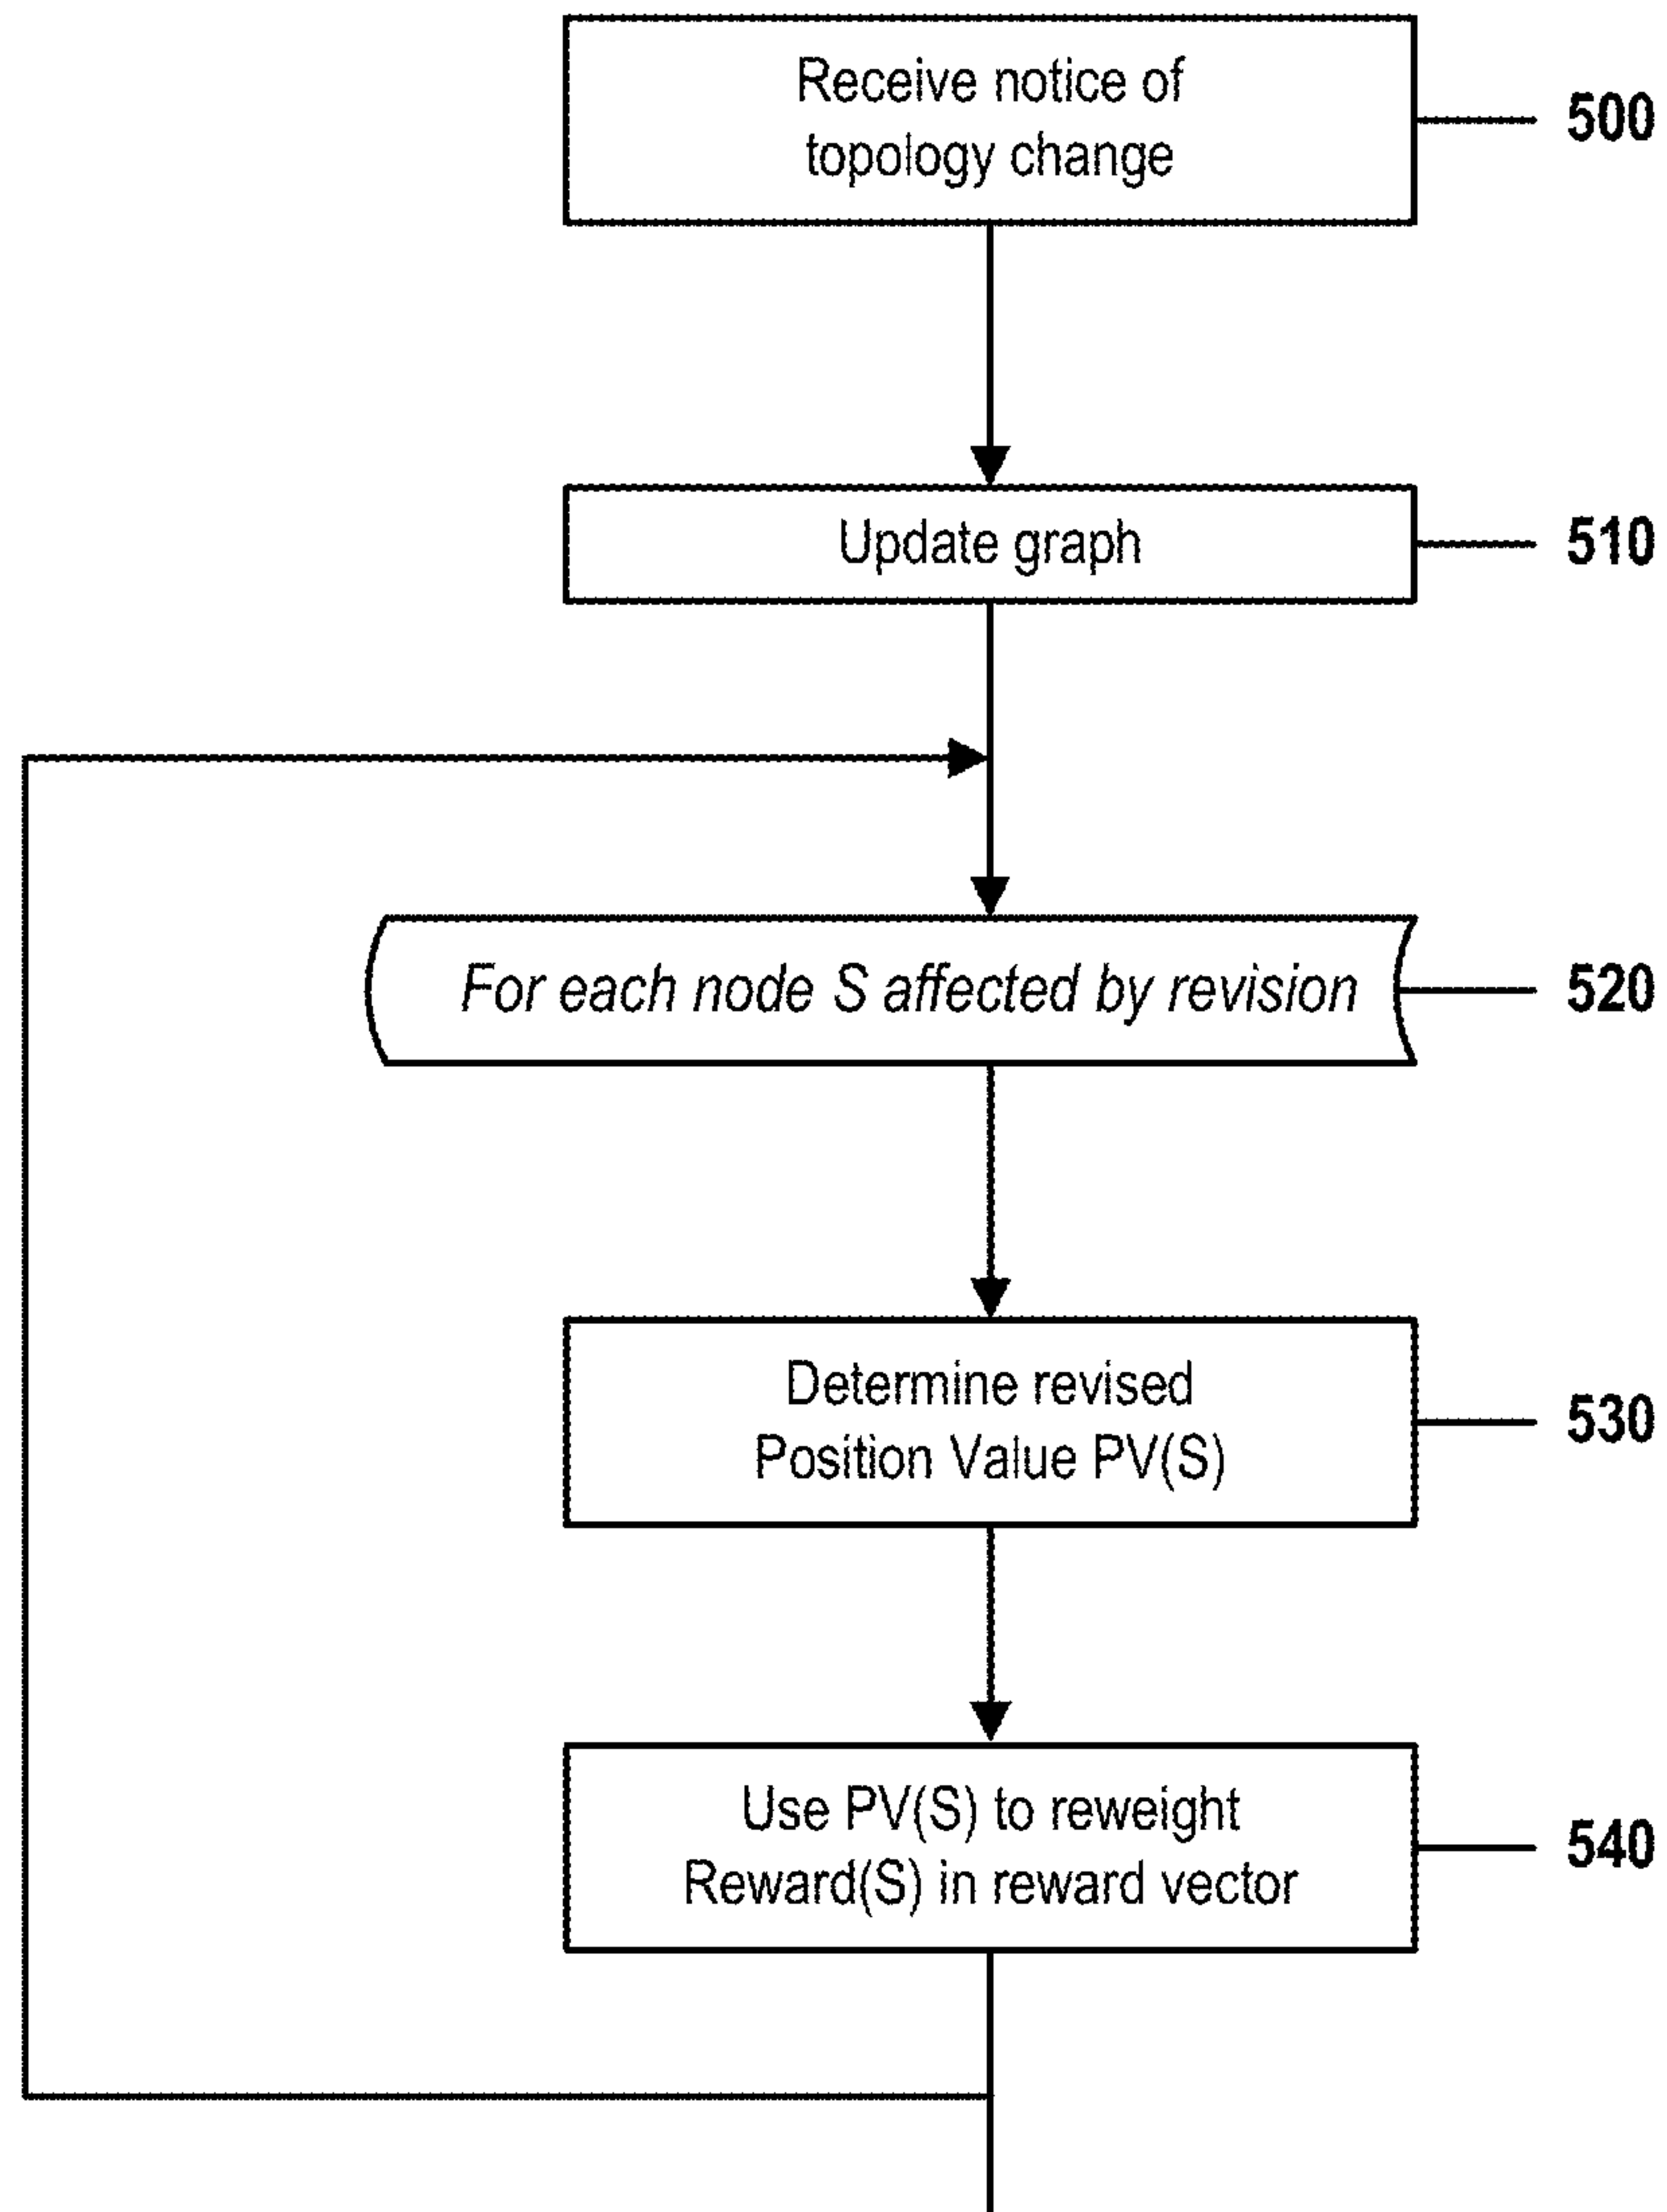 Receive notice of
topology change
500
Update graph
510
For each node S affected by revision
520
Determine revised
Position Value PV(S)
530
Use PV(S) to reweight
Reward(S) in reward vector
540